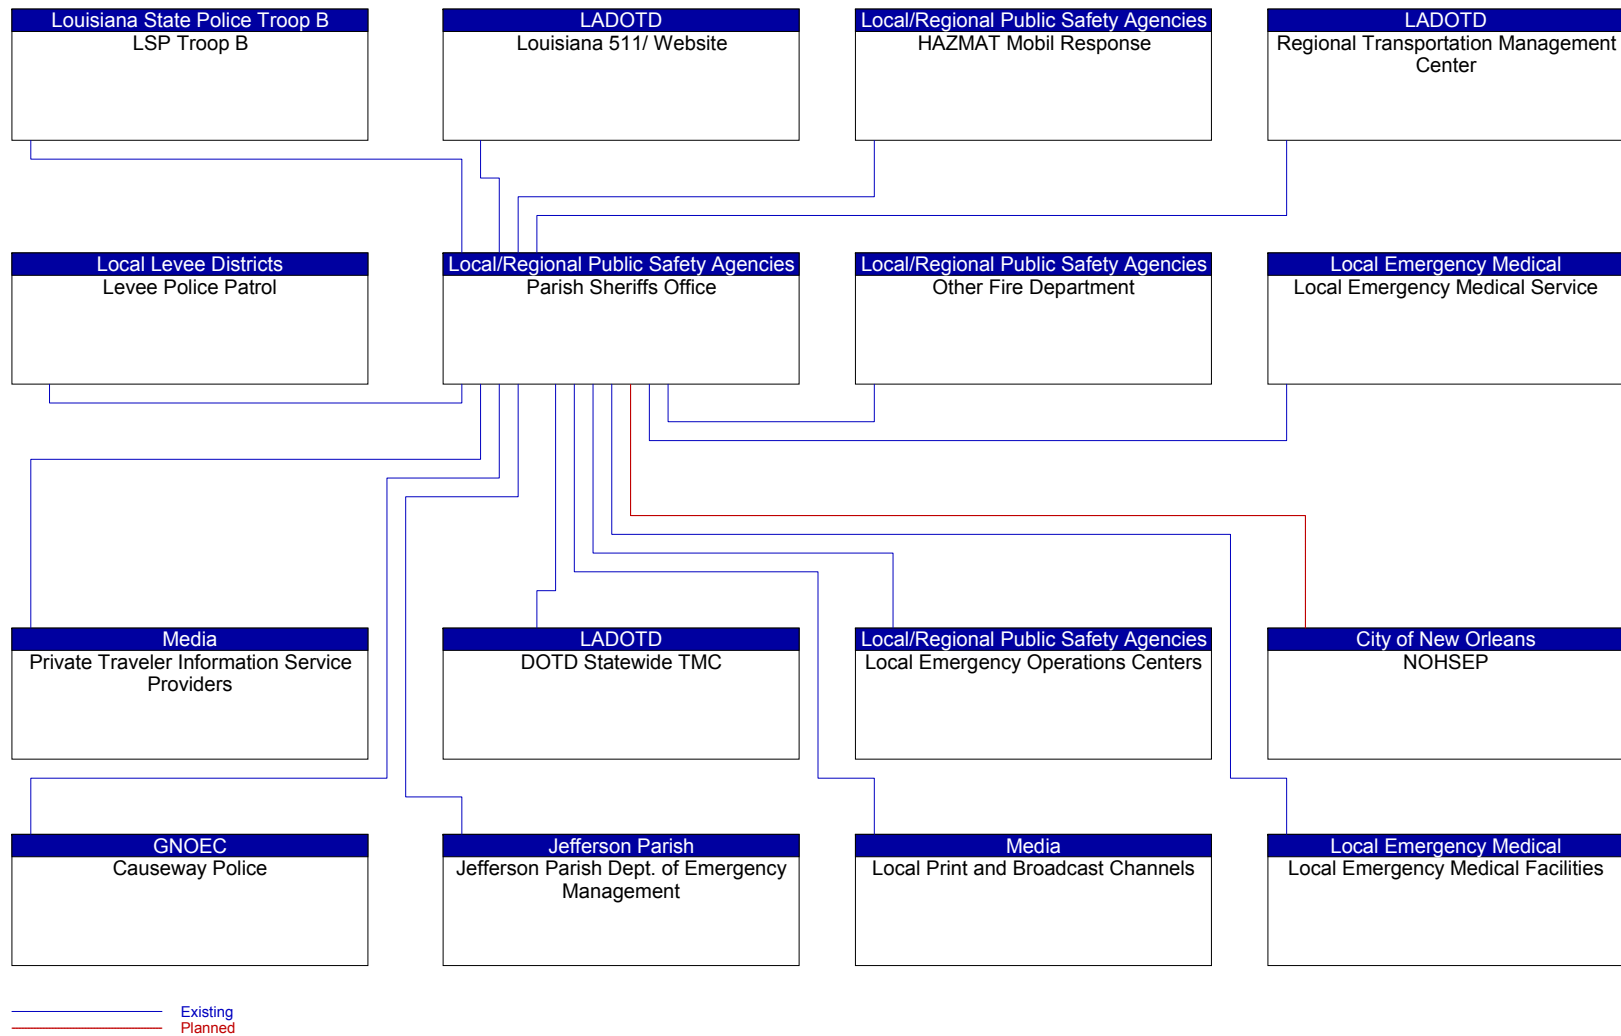 Louisiana State Police Troop B
LSP Troop B
LADOTD
Louisiana 511/ Website
Local/Regional Public Safety Agencies
HAZMAT Mobil Response
LADOTD
Regional Transportation Management
Center
Local Levee Districts
Levee Police Patrol
Local/Regional Public Safety Agencies
Parish Sheriffs Office
Local/Regional Public Safety Agencies
Other Fire Department
Local Emergency Medical
Local Emergency Medical Service
Media
Private Traveler Information Service
Providers
LADOTD
DOTD Statewide TMC
Local/Regional Public Safety Agencies
Local Emergency Operations Centers
City of New Orleans
NOHSEP
GNOEC
Causeway Police
Jefferson Parish
Jefferson Parish Dept. of Emergency
Management
Media
Local Print and Broadcast Channels
Local Emergency Medical
Local Emergency Medical Facilities
Existing
Planned